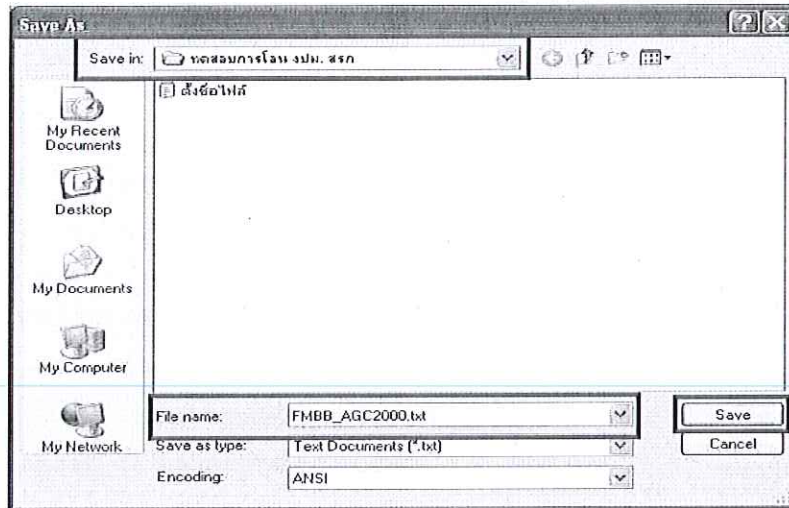 Save As
Save in: ทดสอบการโอน งปม. สรก
ตั้งชื่อไฟล์
My Recent
Documents
Desktop
My Documents
My Computer
My Network
File name: FMBB_AGC2000.txt
Save
Save as type: Text Documents (*.txt)
Cancel
Encoding: ANSI